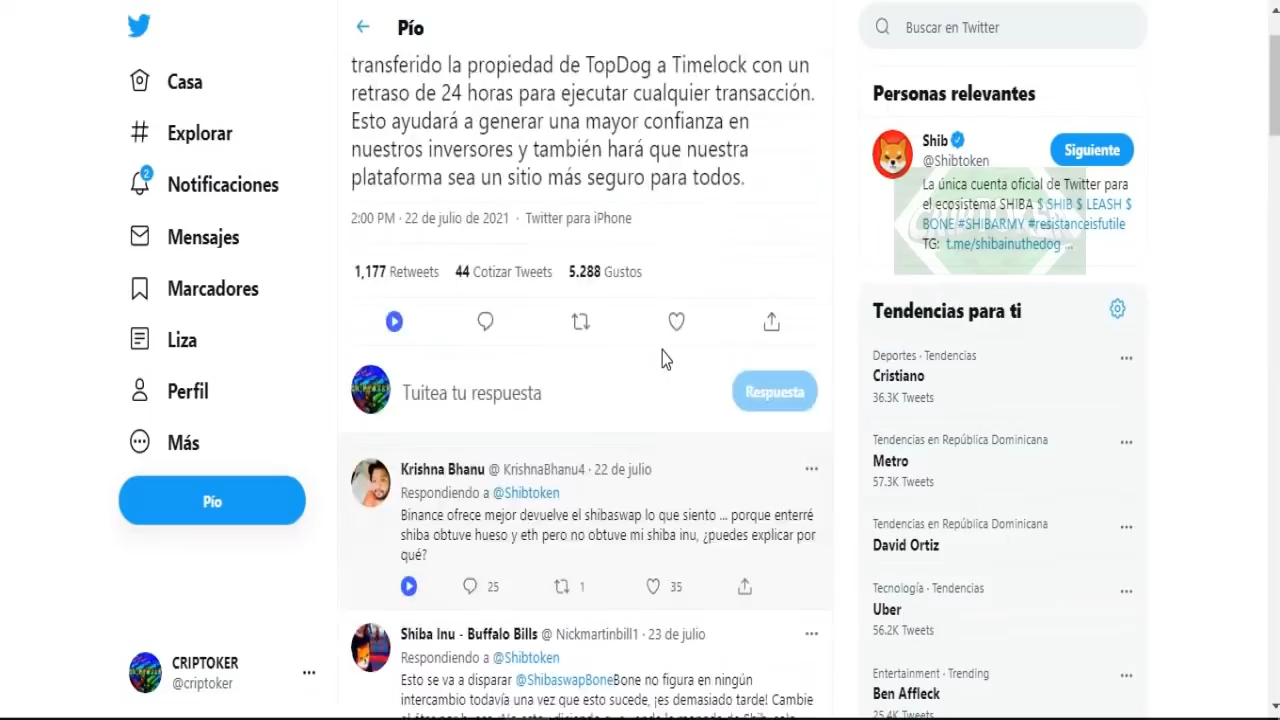 Casa
Explorar
2
Notificaciones
Mensajes
Marcadores
Liza
Perfil
Más
Pío
CRIPTOKER
@criptoker
Pío
transferido la propiedad de TopDog a Timelock con un
retraso de 24 horas para ejecutar cualquier transacción.
Esto ayudará a generar una mayor confianza en
nuestros inversores y también hará que nuestra
plataforma sea un sitio más seguro para todos.
2:00 PM · 22 de julio de 2021 · Twitter para iPhone
1,177 Retweets 44 Cotizar Tweets 5.288 Gustos
Tuitea tu respuesta
Respuesta
Krishna Bhanu @ KrishnaBhanu4 · 22 de julio
Respondiendo a @Shibtoken
Binance ofrece mejor devuelve el shibaswap lo que siento ... porque enterré
shiba obtuve hueso y eth pero no obtuve mi shiba inu, ¿puedes explicar por
qué?
25 1 35
Shiba Inu - Buffalo Bills @ Nickmartinbill1 · 23 de julio
Respondiendo a @Shibtoken
Esto se va a disparar @ShibaswapBoneBone no figura en ningún
intercambio todavía una vez que esto sucede, ¡es demasiado tarde! Cambie
Buscar en Twitter
Personas relevantes
Shib
@Shibtoken
Siguiente
La única cuenta oficial de Twitter para
el ecosistema SHIBA $ SHIB $ LEASH $
BONE #SHIBARMY #resistanceisfutile
TG: t.me/shibainuthedog ...
Tendencias para ti
Deportes · Tendencias
Cristiano
36.3K Tweets
Tendencias en República Dominicana
Metro
57.3K Tweets
Tendencias en República Dominicana
David Ortiz
Tecnología · Tendencias
Uber
56.2K Tweets
Entertainment · Trending
Ben Affleck
25.4K Tweets